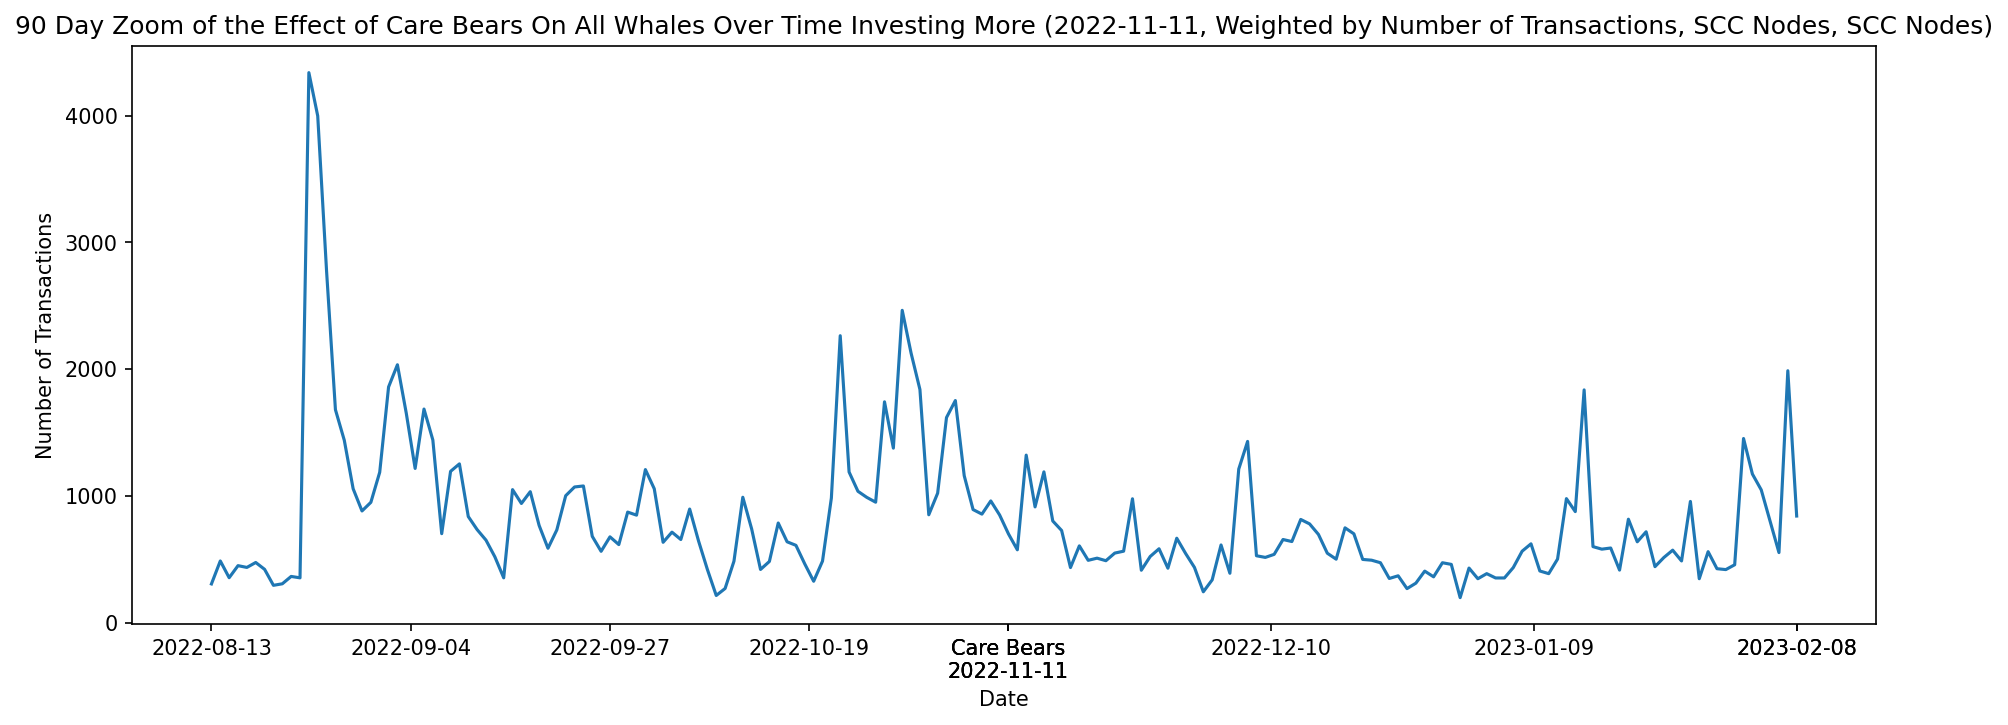 90 Day Zoom of the Effect of Care Bears On All Whales Over Time Investing More (2022-11-11, Weighted by Number of Transactions, SCC Nodes, SCC Nodes)
Number of Transactions
4000
3000
2000
1000
0
2022-08-13 2022-09-04 2022-09-27 2022-10-19 Care Bears 2022-12-10 2023-01-09 2023-02-08
2022-11-11
Date